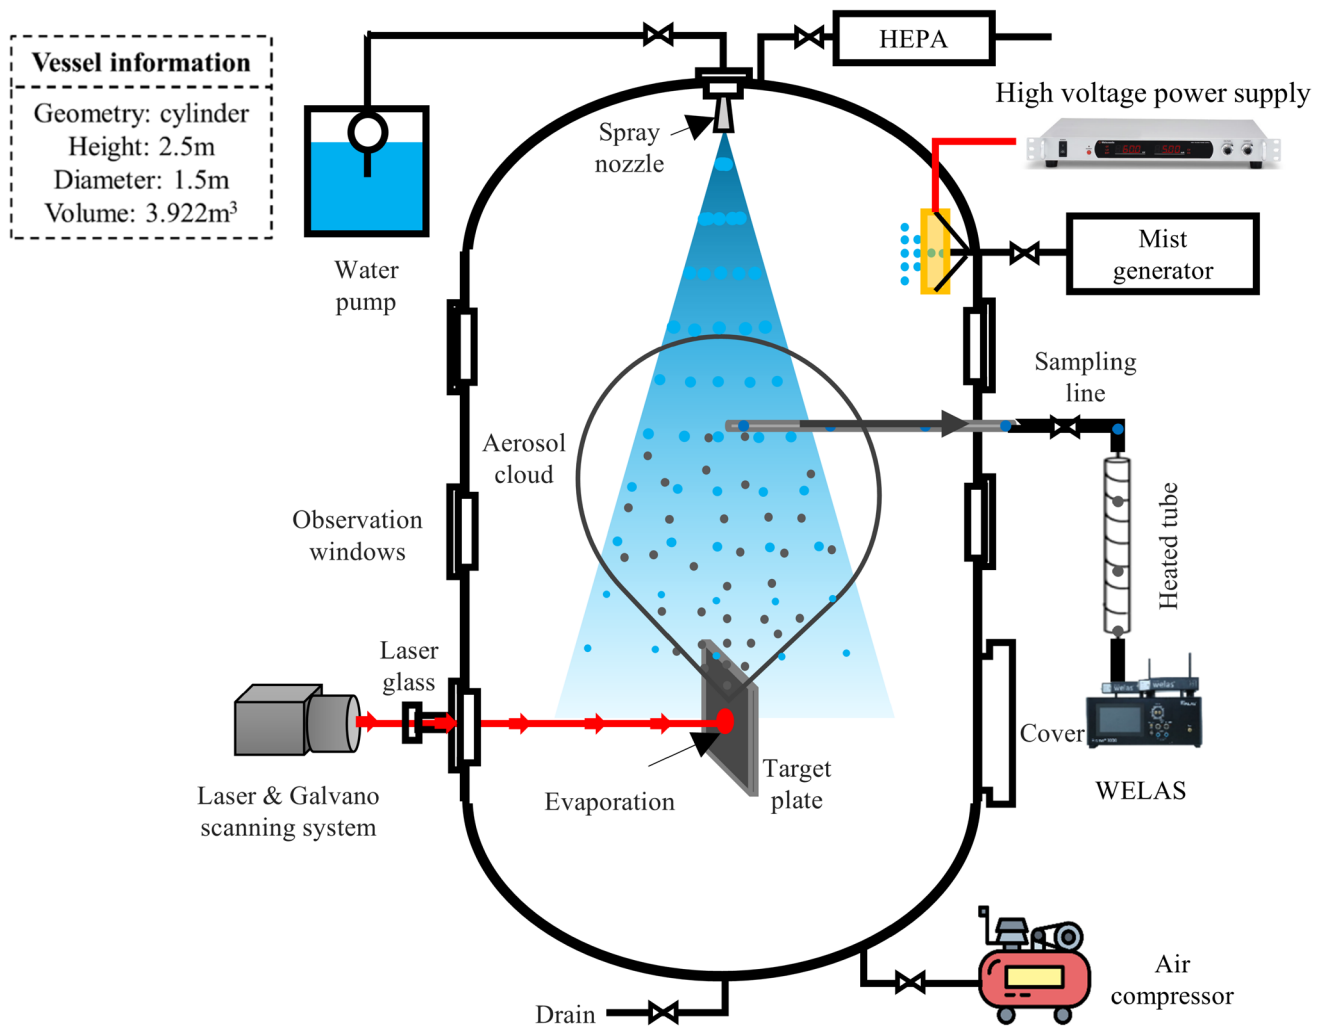 Vessel information
Geometry: cylinder
Height: 2.5m
Diameter: 1.5m
Volume: 3.922m³
HEPA
High voltage power supply
Spray
nozzle
Water
pump
Mist
generator
Sampling
line
Aerosol
cloud
Observation
windows
Heated tube
Laser
glass
welas
welas
Cover
Target
plate
Evaporation
WELAS
Laser & Galvano
scanning system
Air
compressor
Drain